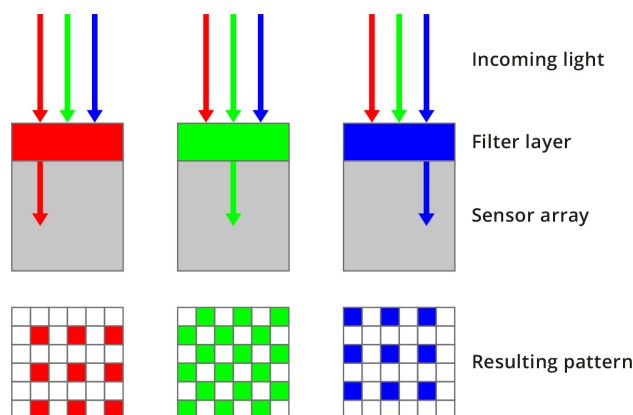 Incoming light
Filter layer
Sensor array
Resulting pattern